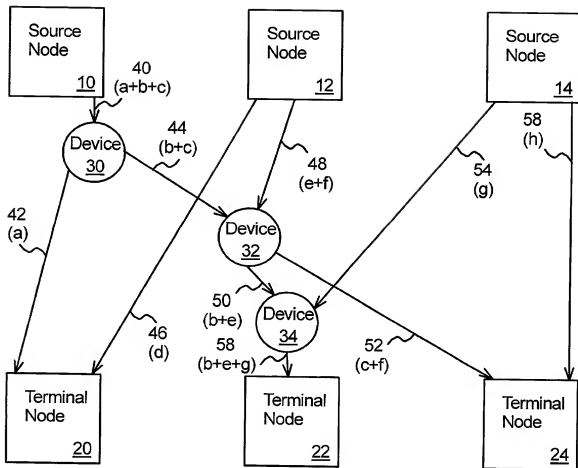 Source
Node
10
Source
Node
12
Source
Node
14
40
(a+b+c)
44
(b+c)
48
(e+f)
58
(h)
54
(g)
Device
30
42
(a)
Device
32
50
(b+e)
46
(d)
Device
34
52
(c+f)
58
(b+e+g)
Terminal
Node
20
Terminal
Node
22
Terminal
Node
24